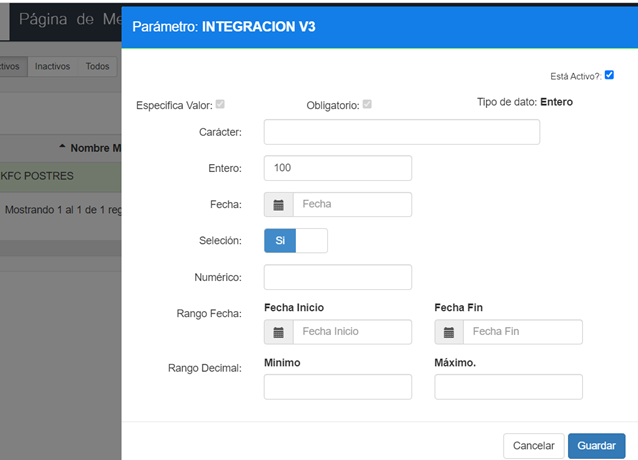 Página de Me
Parámetro: INTEGRACION V3
tivos Inactivos Todos
Está Activo?:
Especifica Valor: Obligatorio: Tipo de dato: Entero
Carácter:
Nombre M
Entero: 100
KFC POSTRES
Fecha: Fecha
Mostrando 1 al 1 de 1 reg
Seleción: Si
Numérico:
Rango Fecha: Fecha Inicio Fecha Fin
Fecha Inicio Fecha Fin
Rango Decimal: Minimo Máximo.
Cancelar Guardar